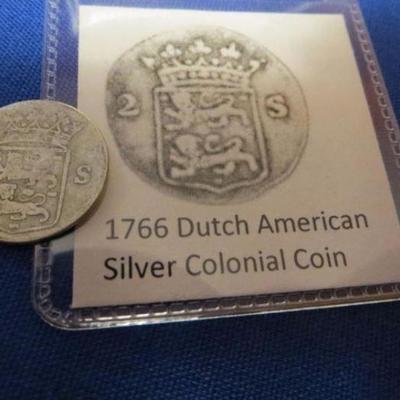 2 S
S
1766 Dutch American
Silver Colonial Coin